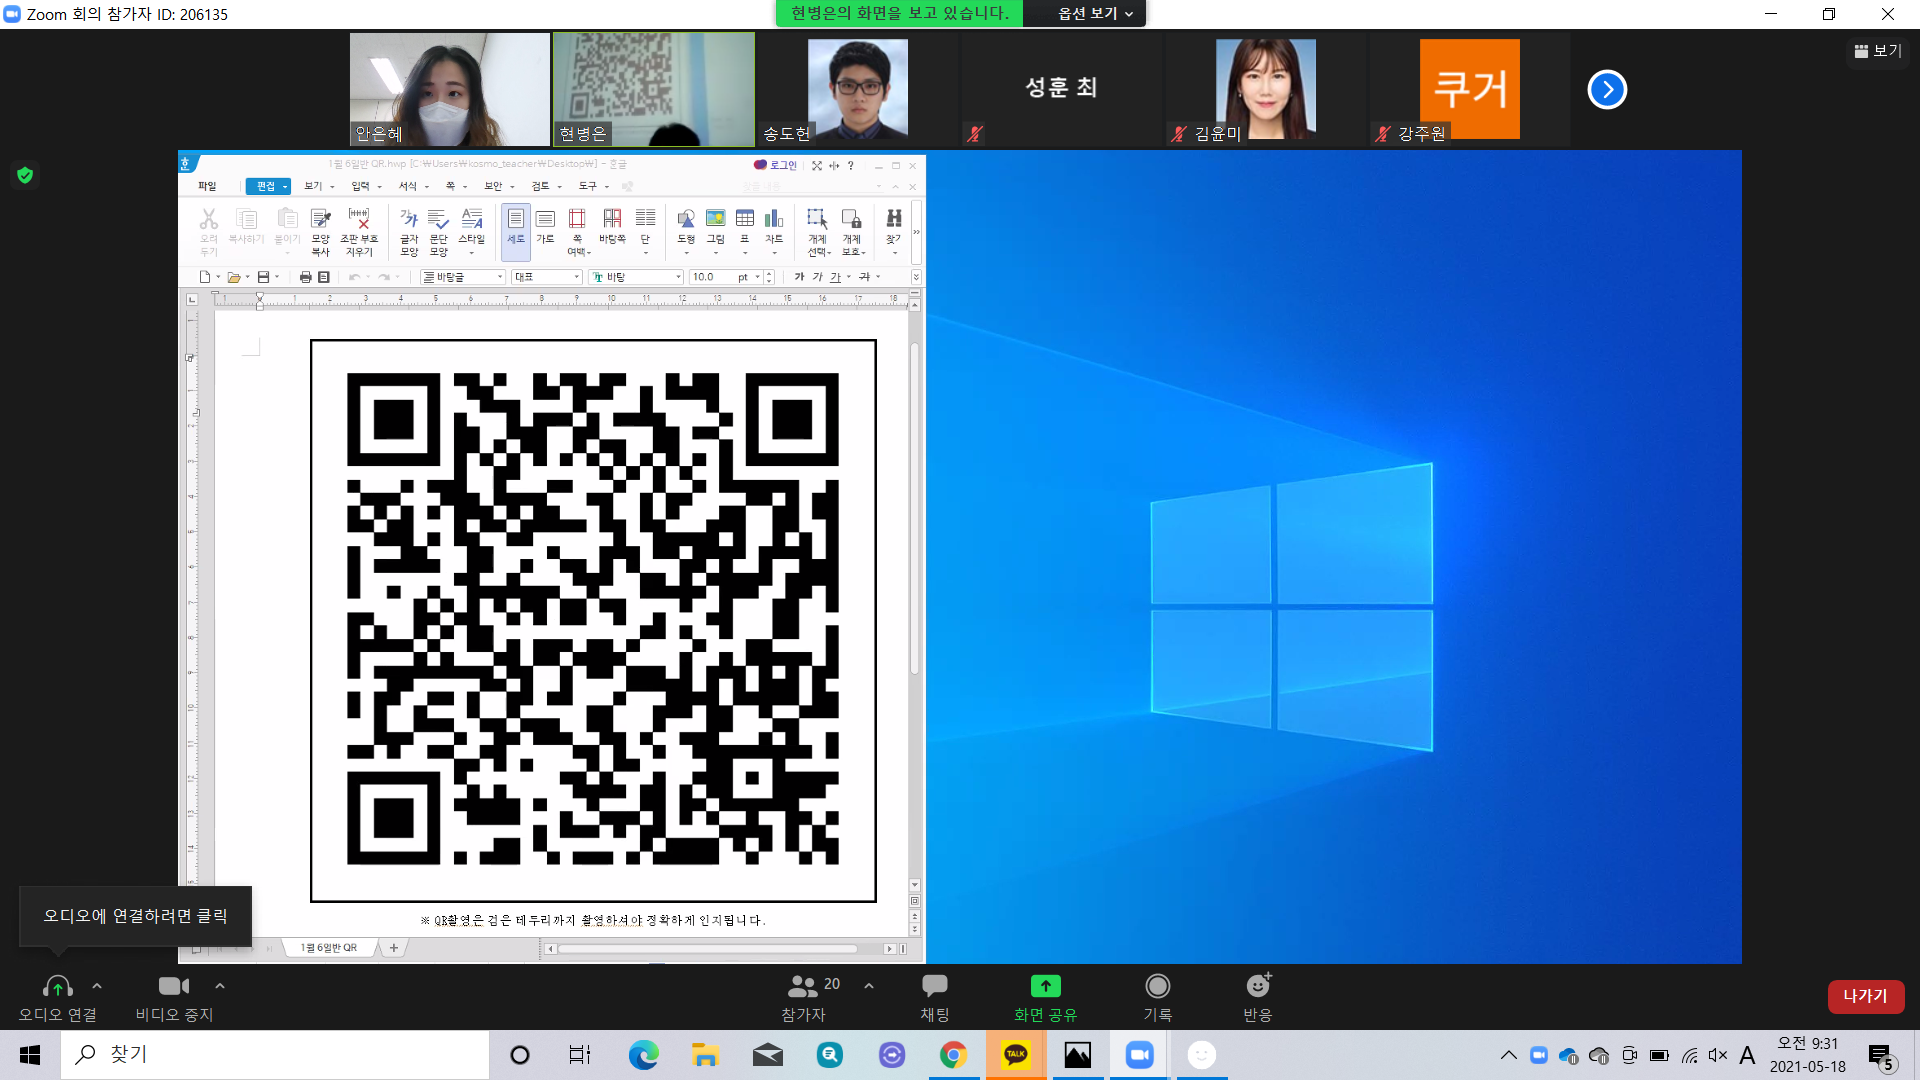 Zoom 회의 참가자 ID: 206135
현병은의 화면을 보고 있습니다.
옵션 보기
보기
안은혜
현병은
송도헌
성훈 최
김윤미
쿠거
강주원
1월 6일반 QR.hwp [C:₩Users₩kosmo_teacher₩Desktop₩] - 한글
로그인
?
파일 편집 보기 입력 서식 쪽 보안 검토 도구
오려 두기
복사하기
붙이기
모양 복사
조판 부호 지우기
글자 모양
문단 모양
스타일
세로
가로
쪽 여백
바탕쪽
단
도형
그림
표
차트
개체 선택
개체 보호
찾기
바탕글 대표 바탕 10.0 pt 가 가 가 가
※ QR촬영은 검은 테두리까지 촬영하셔야 정확하게 인지됩니다.
1월 6일반 QR
오디오에 연결하려면 클릭
오디오 연결
비디오 중지
20
참가자
채팅
화면 공유
기록
반응
나가기
찾기
TALK
A
오전 9:31
2021-05-18
5